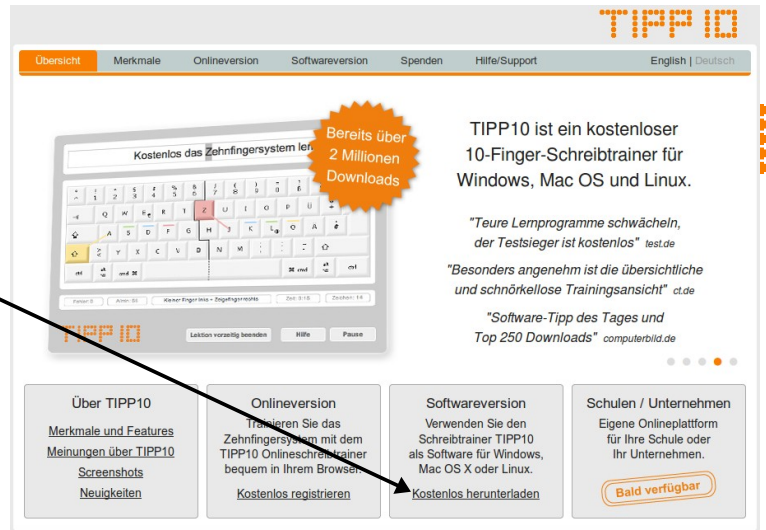 TIPP10
Übersicht Merkmale Onlineversion Softwareversion Spenden Hilfe/Support English | Deutsch
Kostenlos das Zehnfingersystem
Bereits über
2 Millionen
Downloads
TIPP10 ist ein kostenloser
10-Finger-Schreibtrainer für
Windows, Mac OS und Linux.
"Teure Lernprogramme schwächeln,
der Testsieger ist kostenlos" test.de
"Besonders angenehm ist die übersichtliche
und schnörkellose Trainingsansicht" ct.de
"Software-Tipp des Tages und
Top 250 Downloads" computerbild.de
Kleiner Finger links + Zeigefinger rechts
TIPP10
Lektion vorzeitig beenden Hilfe Pause
Über TIPP10
Merkmale und Features
Meinungen über TIPP10
Screenshots
Neuigkeiten
Onlineversion
Trainieren Sie das
Zehnfingersystem mit dem
TIPP10 Onlineschreibtrainer
bequem in Ihrem Browser.
Kostenlos registrieren
Softwareversion
Verwenden Sie den
Schreibtrainer TIPP10
als Software für Windows,
Mac OS X oder Linux.
Kostenlos herunterladen
Schulen / Unternehmen
Eigene Onlineplattform
für Ihre Schule oder
Ihr Unternehmen.
Bald verfügbar